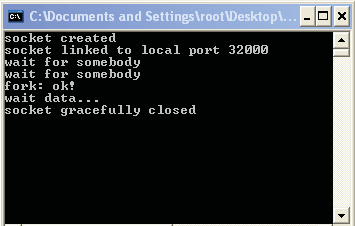 C:\Documents and Settings\root\Desktop\...
socket created
socket linked to local port 32000
wait for somebody
wait for somebody
fork: ok!
wait data...
socket gracefully closed